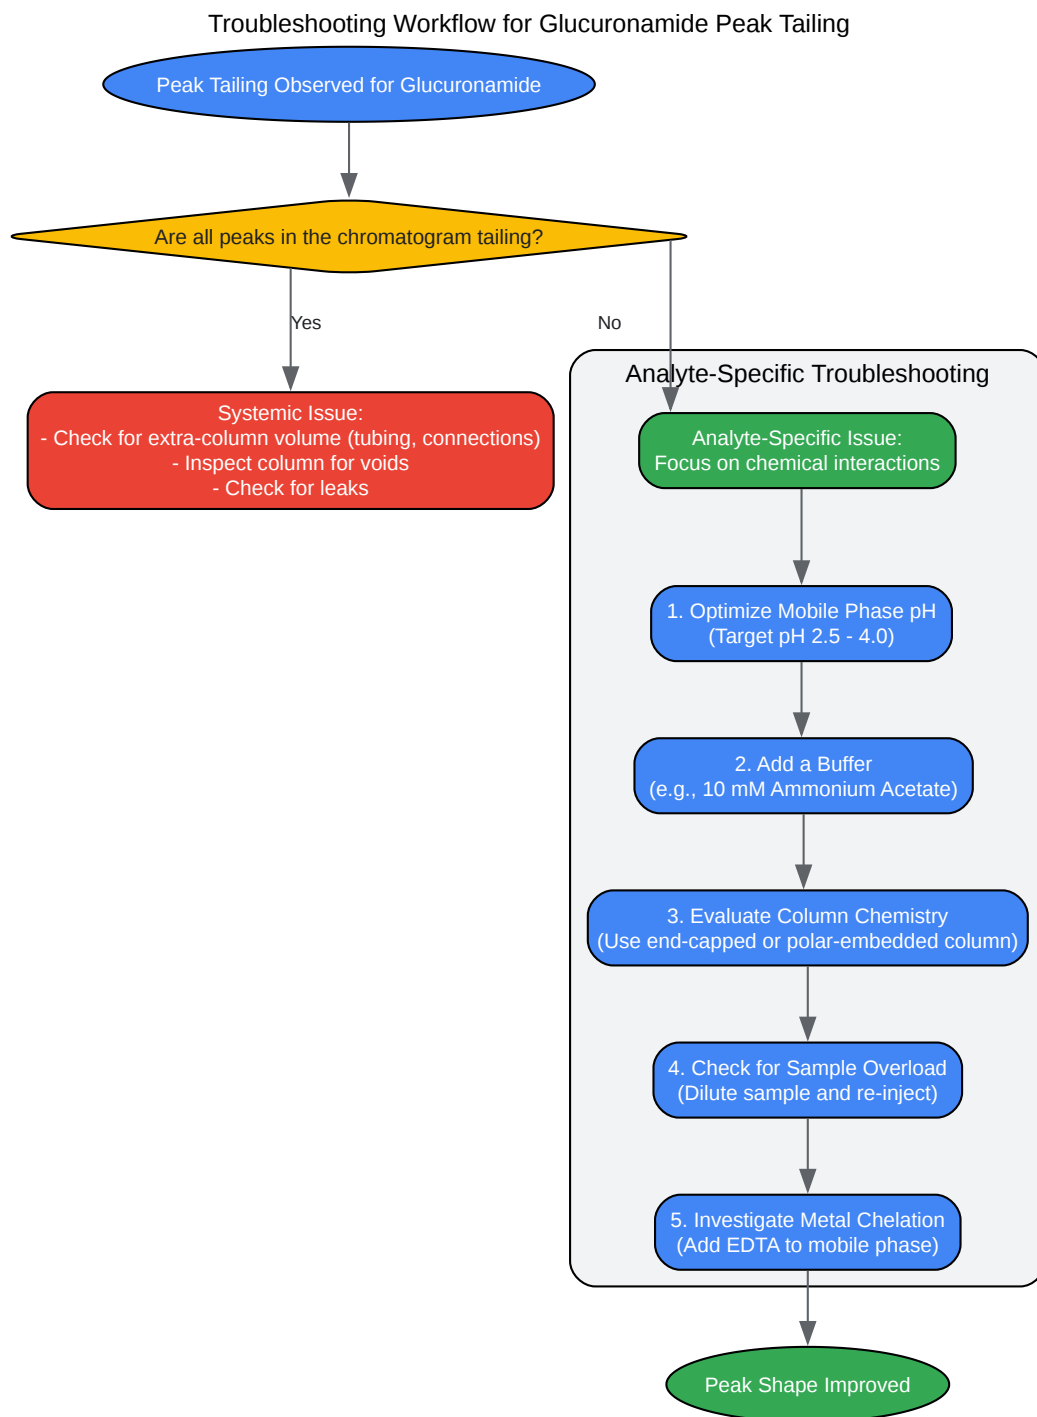 Troubleshooting Workflow for Glucuronamide Peak Tailing
Peak Tailing Observed for Glucuronamide
Are all peaks in the chromatogram tailing?
Yes
No
Systemic Issue:
- Check for extra-column volume (tubing, connections)
- Inspect column for voids
- Check for leaks
Analyte-Specific Troubleshooting
Analyte-Specific Issue:
Focus on chemical interactions
1. Optimize Mobile Phase pH
(Target pH 2.5 - 4.0)
2. Add a Buffer
(e.g., 10 mM Ammonium Acetate)
3. Evaluate Column Chemistry
(Use end-capped or polar-embedded column)
4. Check for Sample Overload
(Dilute sample and re-inject)
5. Investigate Metal Chelation
(Add EDTA to mobile phase)
Peak Shape Improved